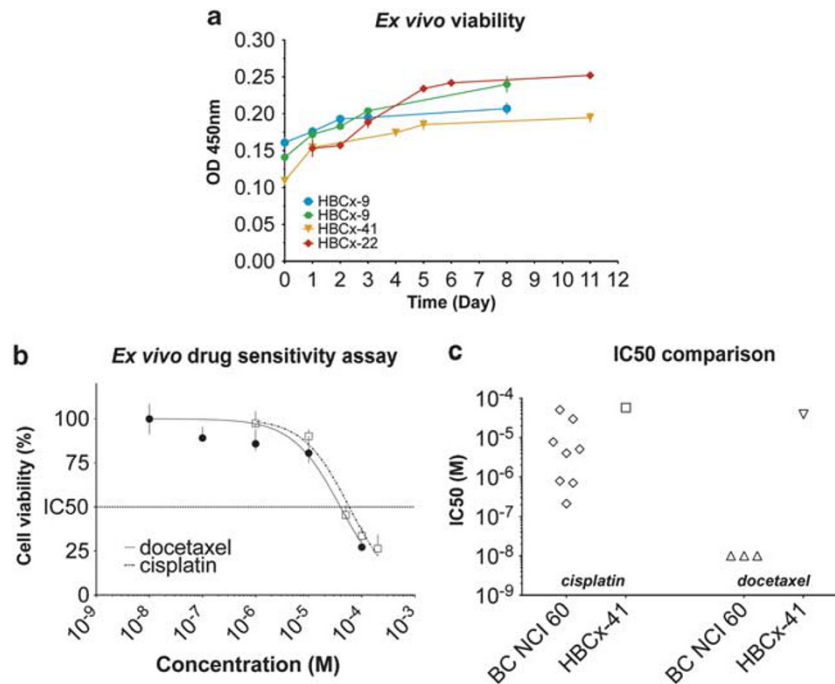 a
Ex vivo viability
0.30
0.25
0.20
0.15
0.10
0.05
0.00
OD 450nm
HBCx-9
HBCx-9
HBCx-41
HBCx-22
0 1 2 3 4 5 6 7 8 9 10 11 12
Time (Day)
b
Ex vivo drug sensitivity assay
100
75
IC50
25
0
Cell viability (%)
docetaxel
cisplatin
10⁻⁹ 10⁻⁸ 10⁻⁷ 10⁻⁶ 10⁻⁵ 10⁻⁴ 10⁻³
Concentration (M)
c
IC50 comparison
10⁻⁴
10⁻⁵
10⁻⁶
10⁻⁷
10⁻⁸
10⁻⁹
IC50 (M)
cisplatin docetaxel
BC NCI 60 HBCx-41 BC NCI 60 HBCx-41